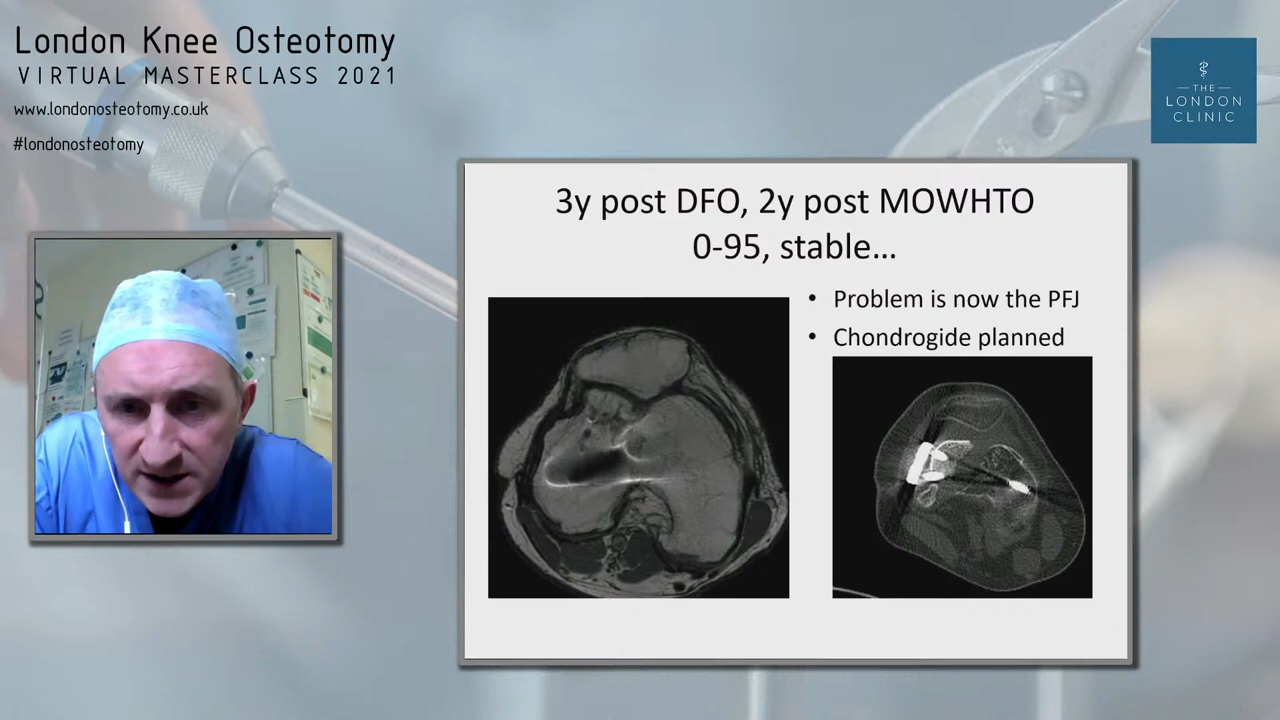 London Knee Osteotomy
VIRTUAL MASTERCLASS 2021
www.londonosteotomy.co.uk
#londonosteotomy
THE
LONDON
CLINIC
3y post DFO, 2y post MOWHTO
0-95, stable...
• Problem is now the PFJ
• Chondrogide planned